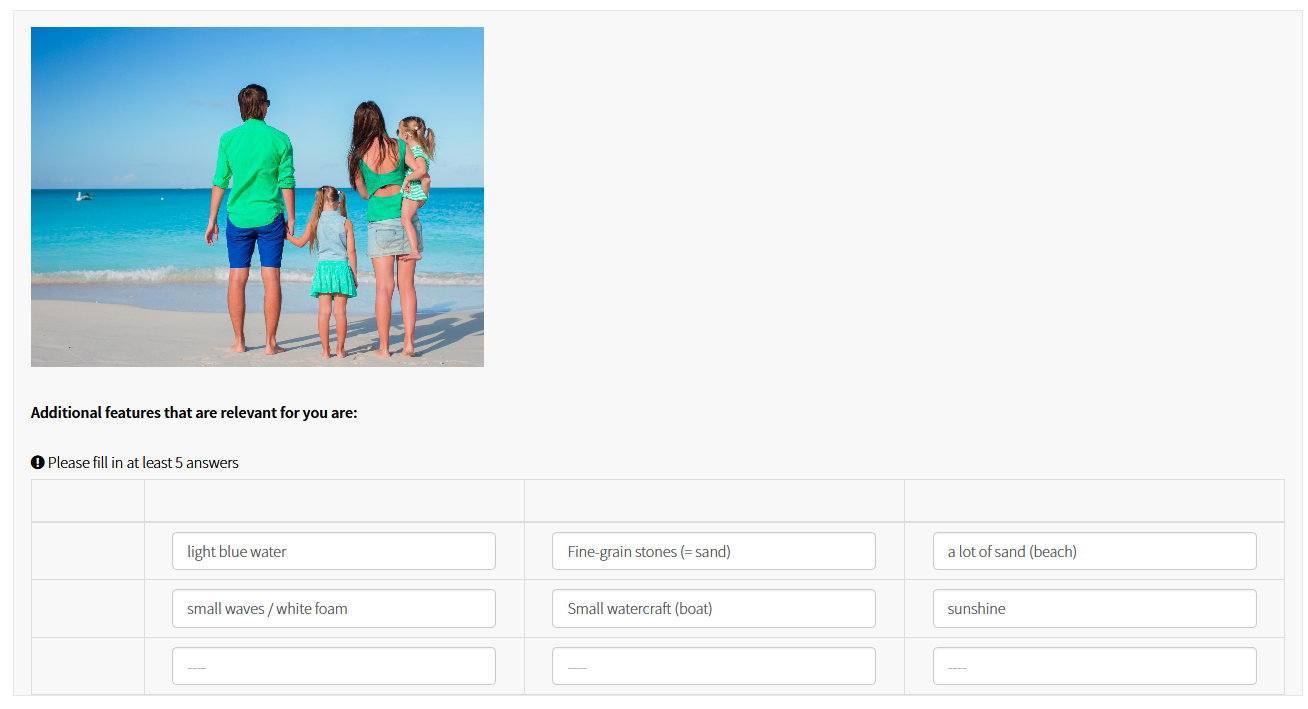 Additional features that are relevant for you are:
Please fill in at least 5 answers
light blue water
Fine-grain stones (= sand)
a lot of sand (beach)
small waves / white foam
Small watercraft (boat)
sunshine
----
----
----